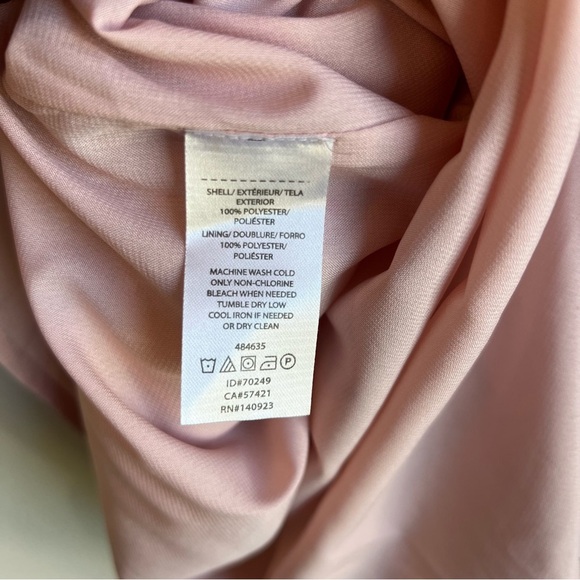 SHELL/ EXTÉRIEUR/ TELA
EXTERIOR
100% POLYESTER/
POLIÉSTER
LINING/ DOUBLURE/ FORRO
100% POLYESTER/
POLIÉSTER
MACHINE WASH COLD
ONLY NON-CHLORINE
BLEACH WHEN NEEDED
TUMBLE DRY LOW
COOL IRON IF NEEDED
OR DRY CLEAN
484635
P
ID#70249
CA#57421
RN#140923